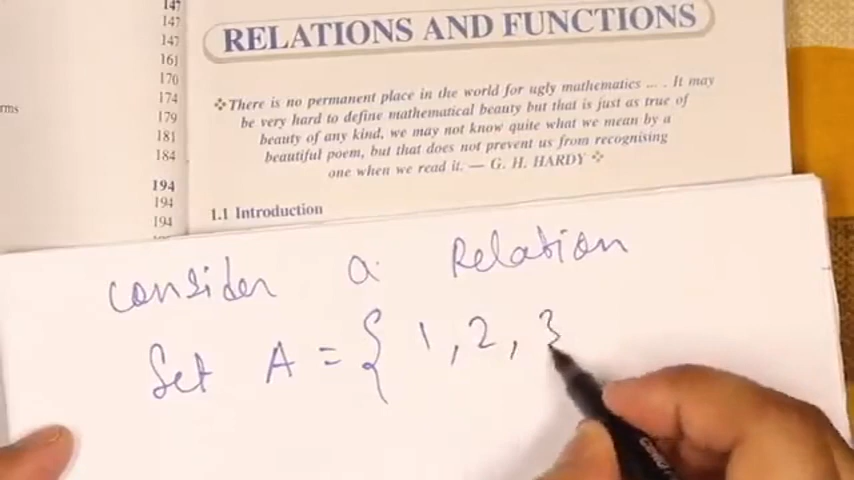 147
147
147
161
170
174
179
181
184
194
194
194
rms
RELATIONS AND FUNCTIONS
❖There is no permanent place in the world for ugly mathematics ... . It may
be very hard to define mathematical beauty but that is just as true of
beauty of any kind, we may not know quite what we mean by a
beautiful poem, but that does not prevent us from recognising
one when we read it. — G. H. HARDY ❖
1.1 Introduction
Consider a Relation
Set A = { 1, 2, 3